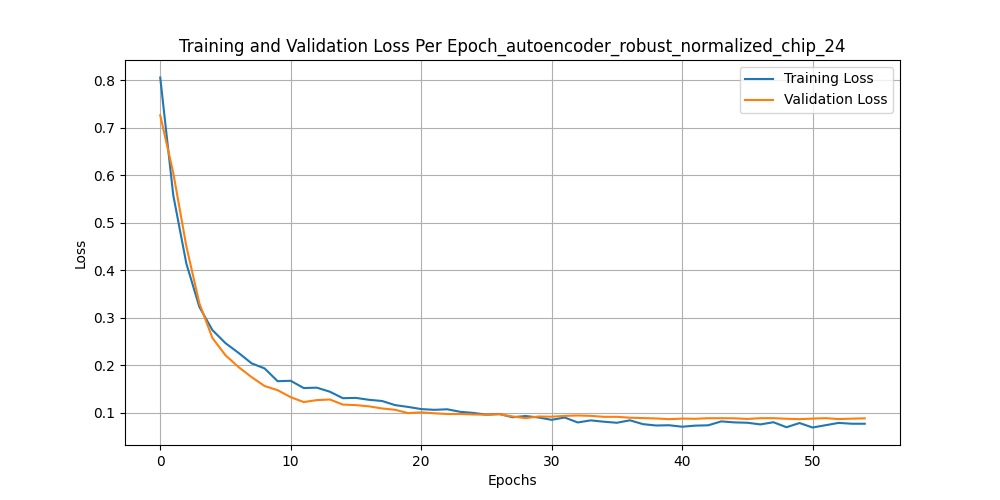 Training and Validation Loss Per Epoch_autoencoder_robust_normalized_chip_24
Training Loss
Validation Loss
0.8
0.7
0.6
0.5
0.4
0.3
0.2
0.1
Loss
0 10 20 30 40 50
Epochs